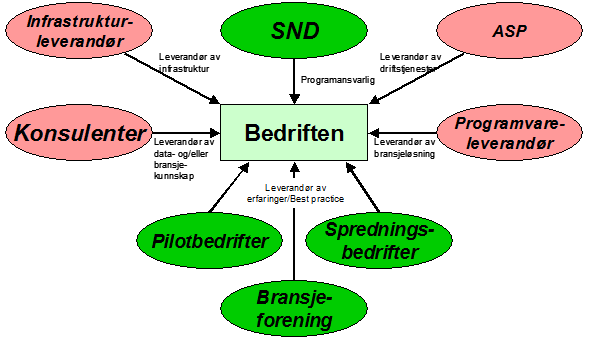 Infrastruktur-
leverandør
SND
ASP
Leverandør av
infrastruktur
Programansvarlig
Leverandør av
driftstjenester
Konsulenter
Bedriften
Programvare-
leverandør
Leverandør av
data- og/eller
bransje-
kunnskap
Leverandør av
bransjeløsning
Leverandør av
erfaringer/Best practice
Pilotbedrifter
Sprednings-
bedrifter
Bransje-
forening